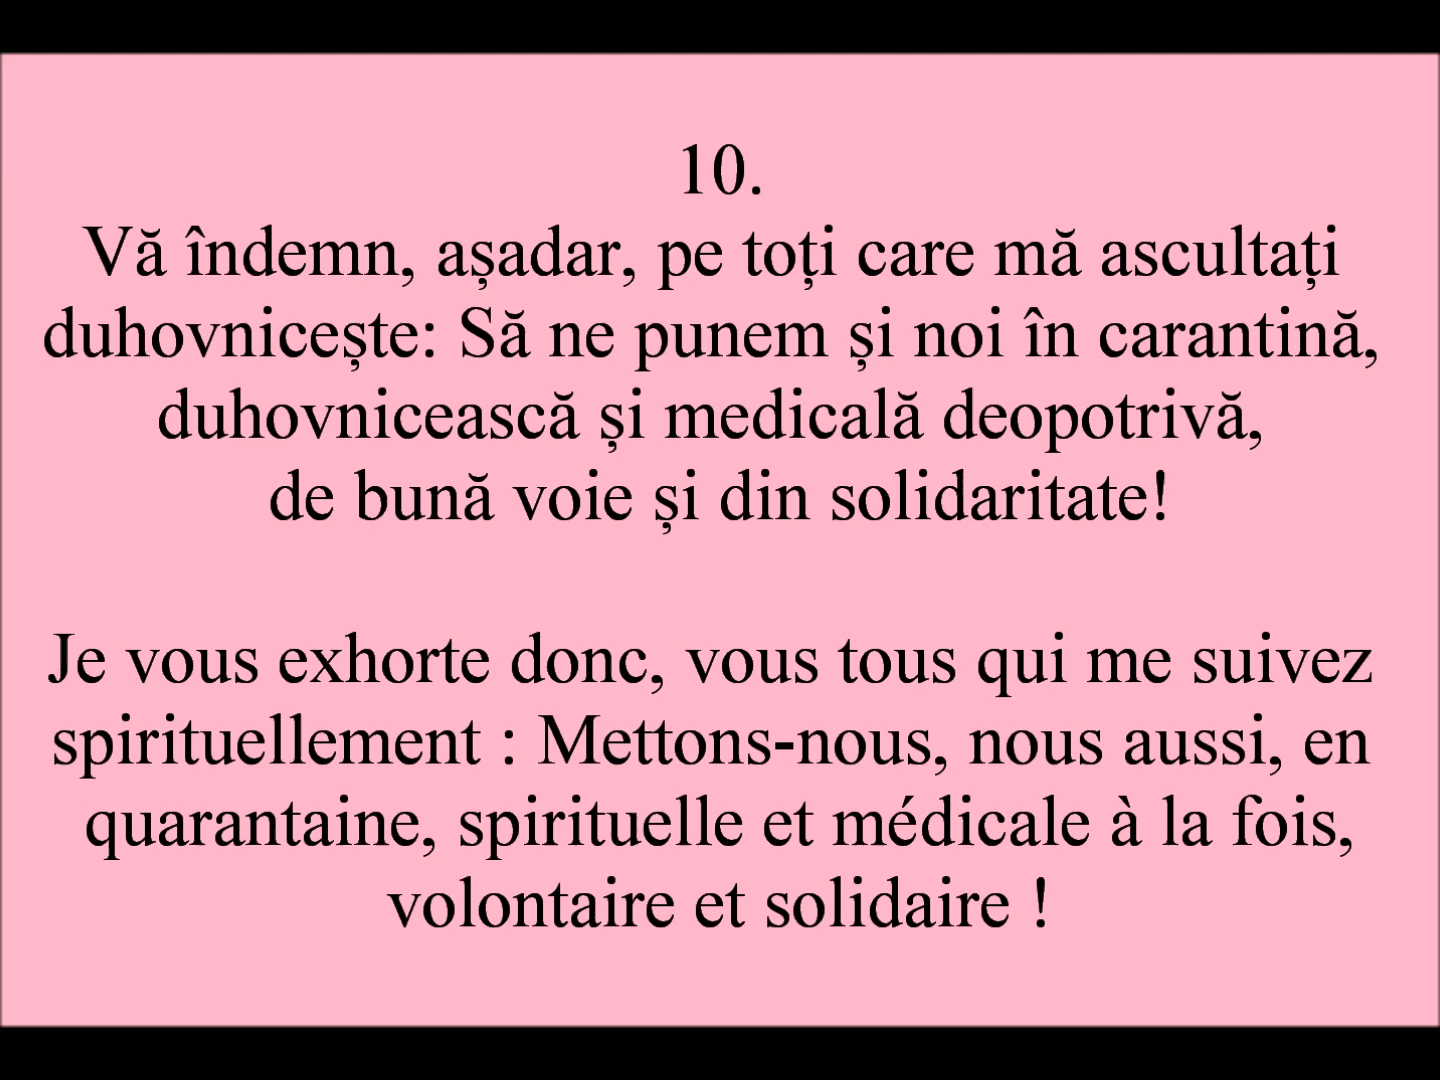 10.
Vă îndemn, așadar, pe toți care mă ascultați
duhovnicește: Să ne punem și noi în carantină,
duhovnicească și medicală deopotrivă,
de bună voie și din solidaritate!
Je vous exhorte donc, vous tous qui me suivez
spirituellement : Mettons-nous, nous aussi, en
quarantaine, spirituelle et médicale à la fois,
volontaire et solidaire !